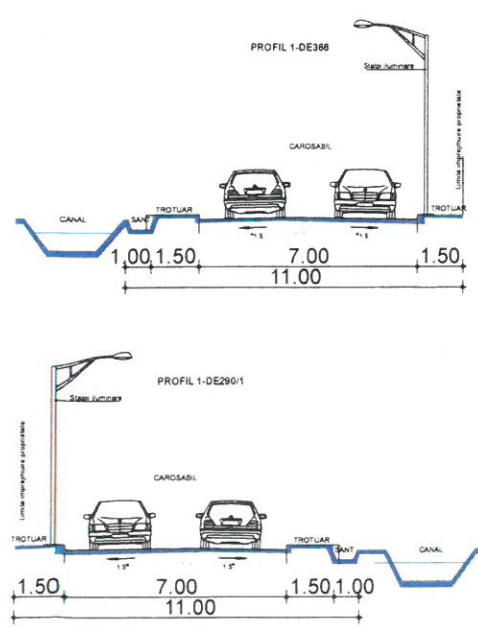 PROFIL 1-DE366
Stalpi iluminare
Limita imprejmuire proprietate
CAROSABIL
CANAL
SANT
TROTUAR
TROTUAR
1.00 1.50 7.00 1.50
11.00
PROFIL 1-DE290/1
Stalpi iluminare
Limita imprejmuire proprietate
CAROSABIL
TROTUAR
TROTUAR
SANT
CANAL
1.50 7.00 1.50 1.00
11.00